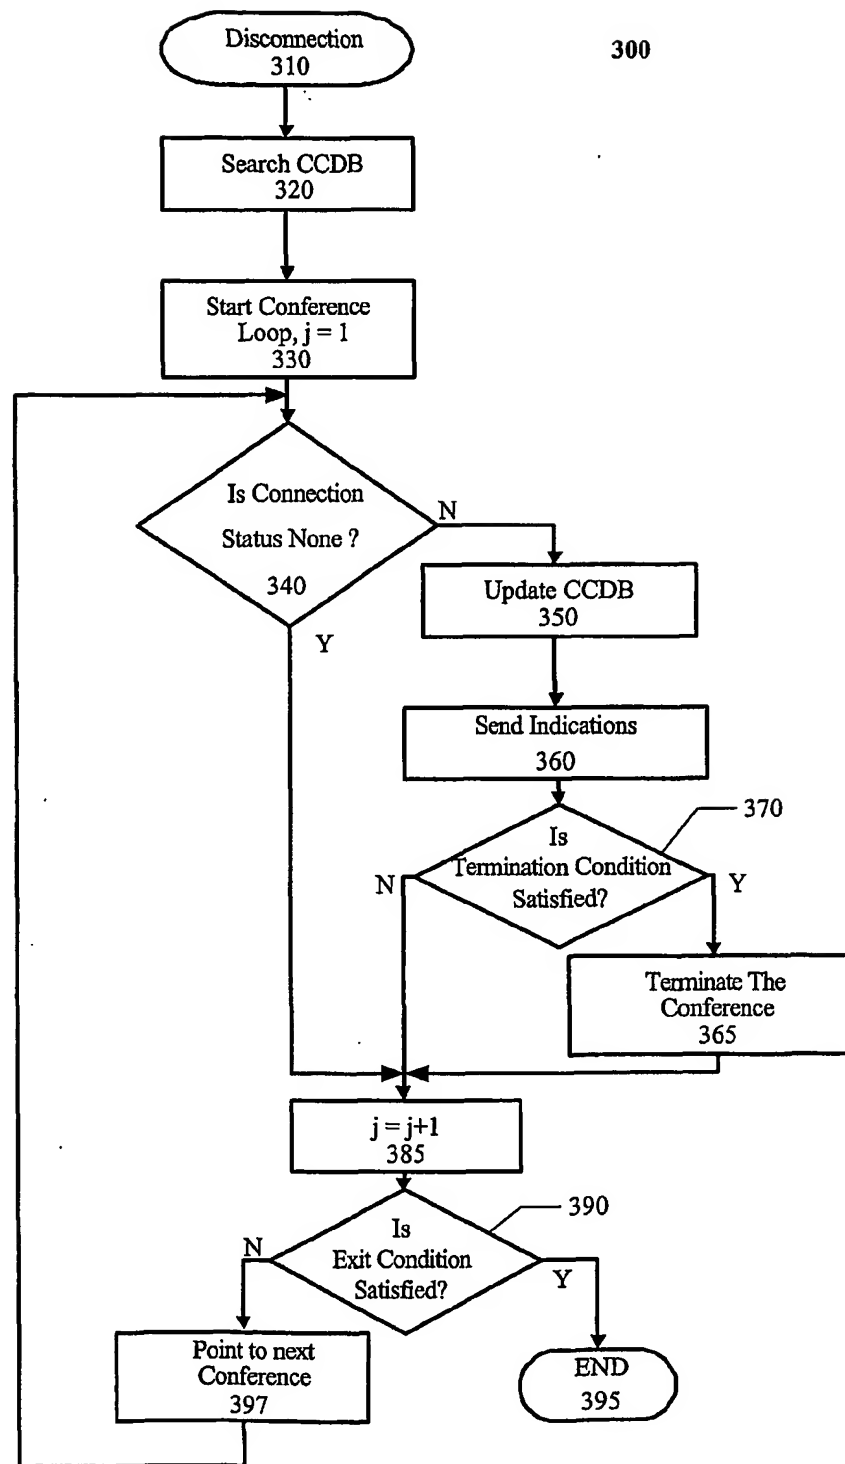 Disconnection
310
300
Search CCDB
320
Start Conference
Loop, j = 1
330
Is Connection
Status None ?
340
N
Y
Update CCDB
350
Send Indications
360
370
Is
Termination Condition
Satisfied?
N
Y
Terminate The
Conference
365
j = j+1
385
390
Is
Exit Condition
Satisfied?
N
Y
Point to next
Conference
397
END
395